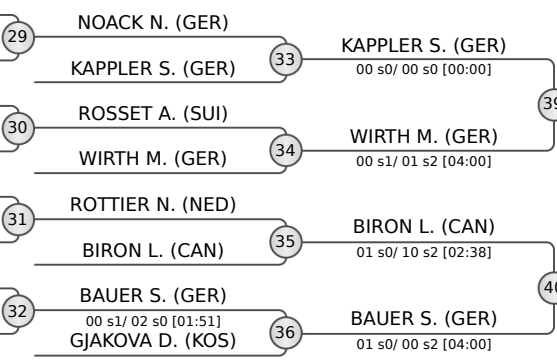 NOACK N. (GER)
29
KAPPLER S. (GER)
33
KAPPLER S. (GER)
00 s0/ 00 s0 [00:00]
39
ROSSET A. (SUI)
30
WIRTH M. (GER)
34
WIRTH M. (GER)
00 s1/ 01 s2 [04:00]
ROTTIER N. (NED)
31
BIRON L. (CAN)
35
BIRON L. (CAN)
01 s0/ 10 s2 [02:38]
40
BAUER S. (GER)
32
00 s1/ 02 s0 [01:51]
GJAKOVA D. (KOS)
36
BAUER S. (GER)
01 s0/ 00 s2 [04:00]